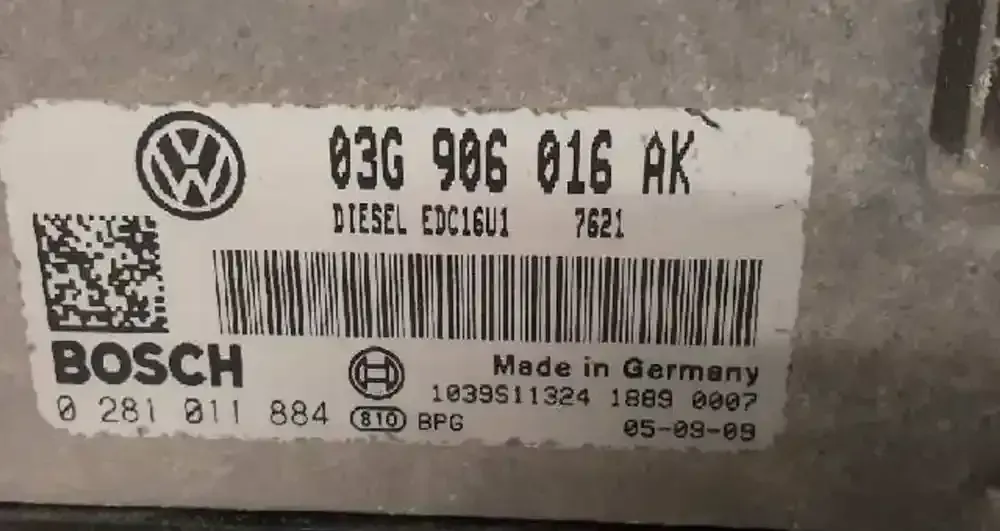 03G 906 016 AK
DIESEL EDC16U1 7621
BOSCH
Made in Germany
1039S11324 1889 0007
0 281 011 884 810 BPG
05-09-09